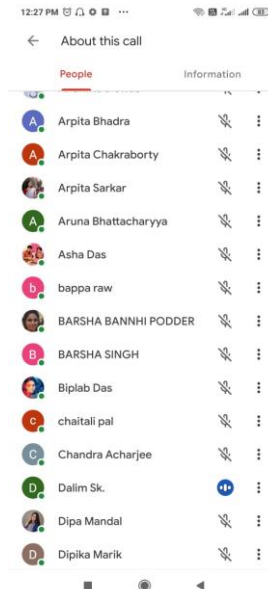 12:27 PM
About this call
People Information
A Arpita Bhadra
A Arpita Chakraborty
Arpita Sarkar
A Aruna Bhattacharyya
Asha Das
b bappa raw
BARSHA BANNHI PODDER
B BARSHA SINGH
Biplab Das
c chaitali pal
C Chandra Acharjee
D Dalim Sk.
Dipa Mandal
D Dipika Marik